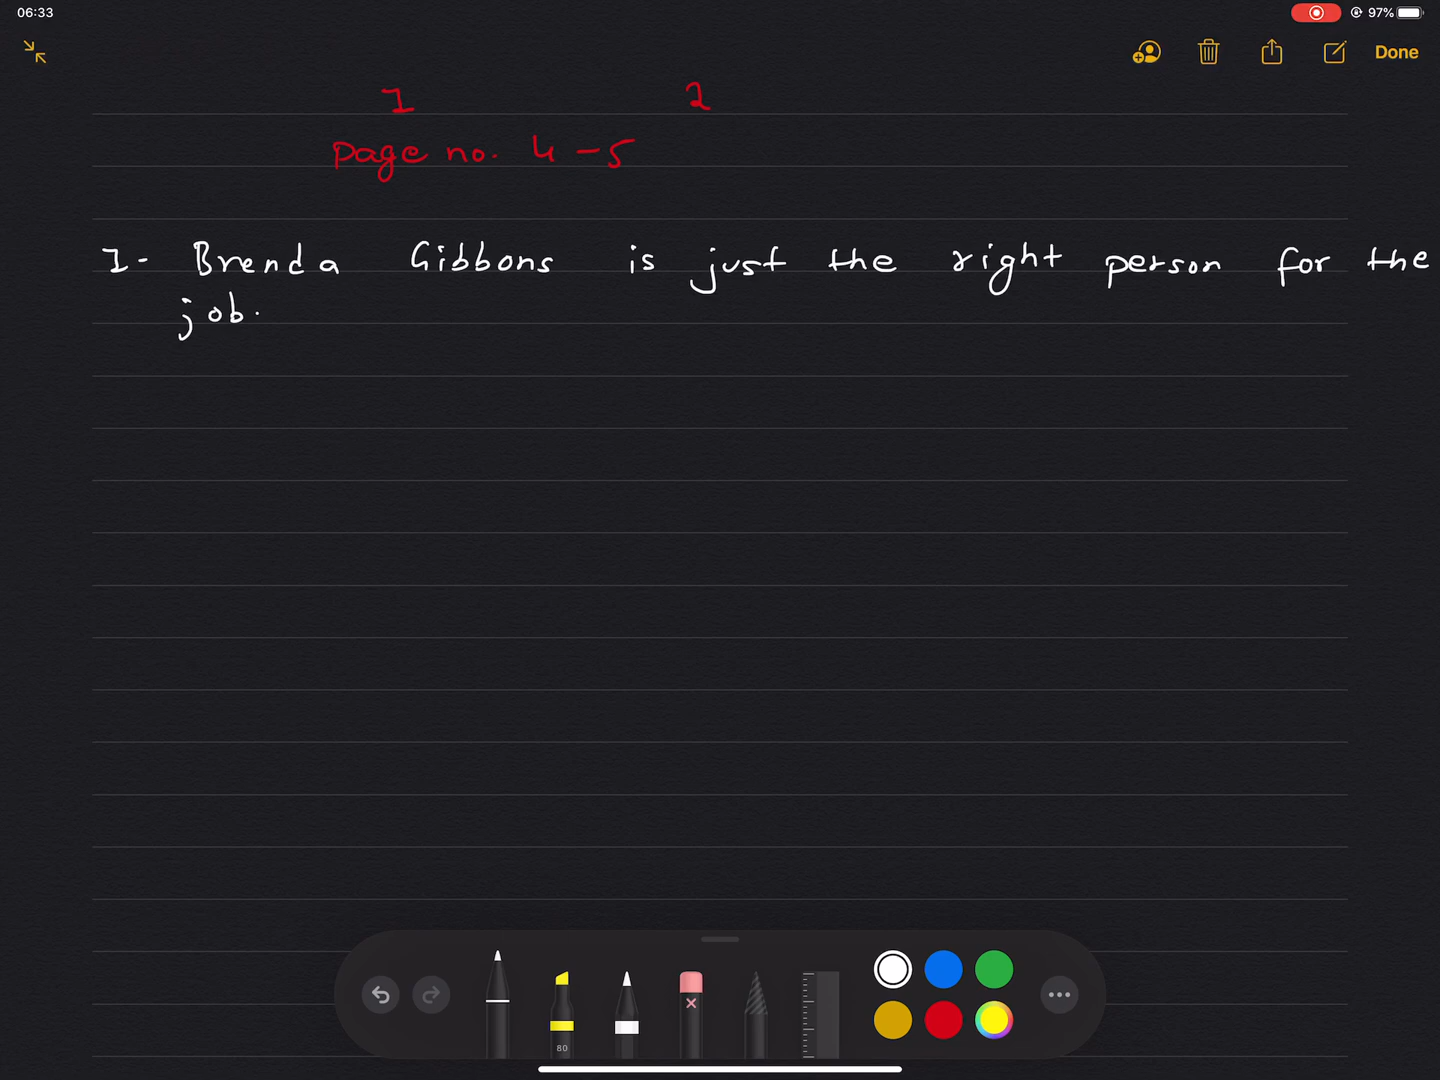 06:33
97%
Done
1 2
page no. 4-5
1- Brenda Gibbons is just the right person for the
job.
80